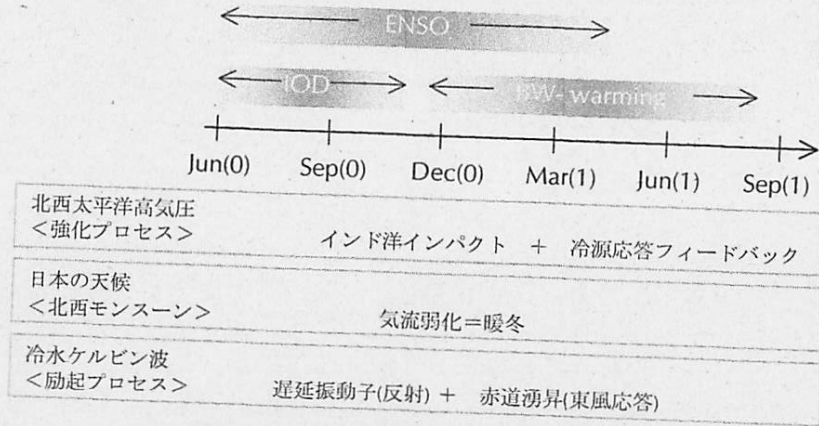 ENSO
IOD
BW- warming
Jun(0) Sep(0) Dec(0) Mar(1) Jun(1) Sep(1)
北西太平洋高気圧
<強化プロセス> インド洋インパクト + 冷源応答フィードバック
日本の天候
<北西モンスーン> 気流弱化=暖冬
冷水ケルビン波
<励起プロセス> 遅延振動子(反射) + 赤道湧昇(東風応答)